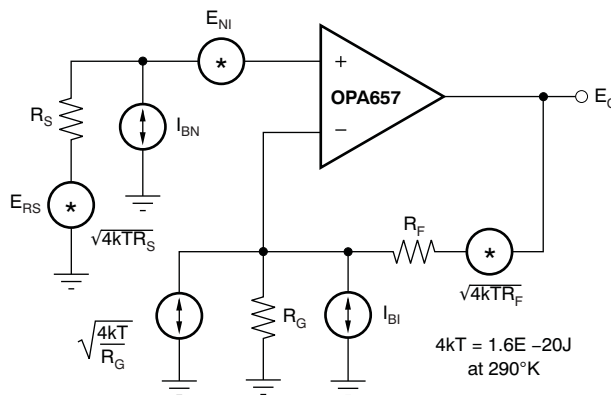 E_NI
+
OPA657
−
E_O
R_S
I_BN
E_RS
*
*
√4kTR_S
R_F
*
√4kTR_F
√4kT/R_G
R_G
I_BI
4kT = 1.6E −20J
at 290°K